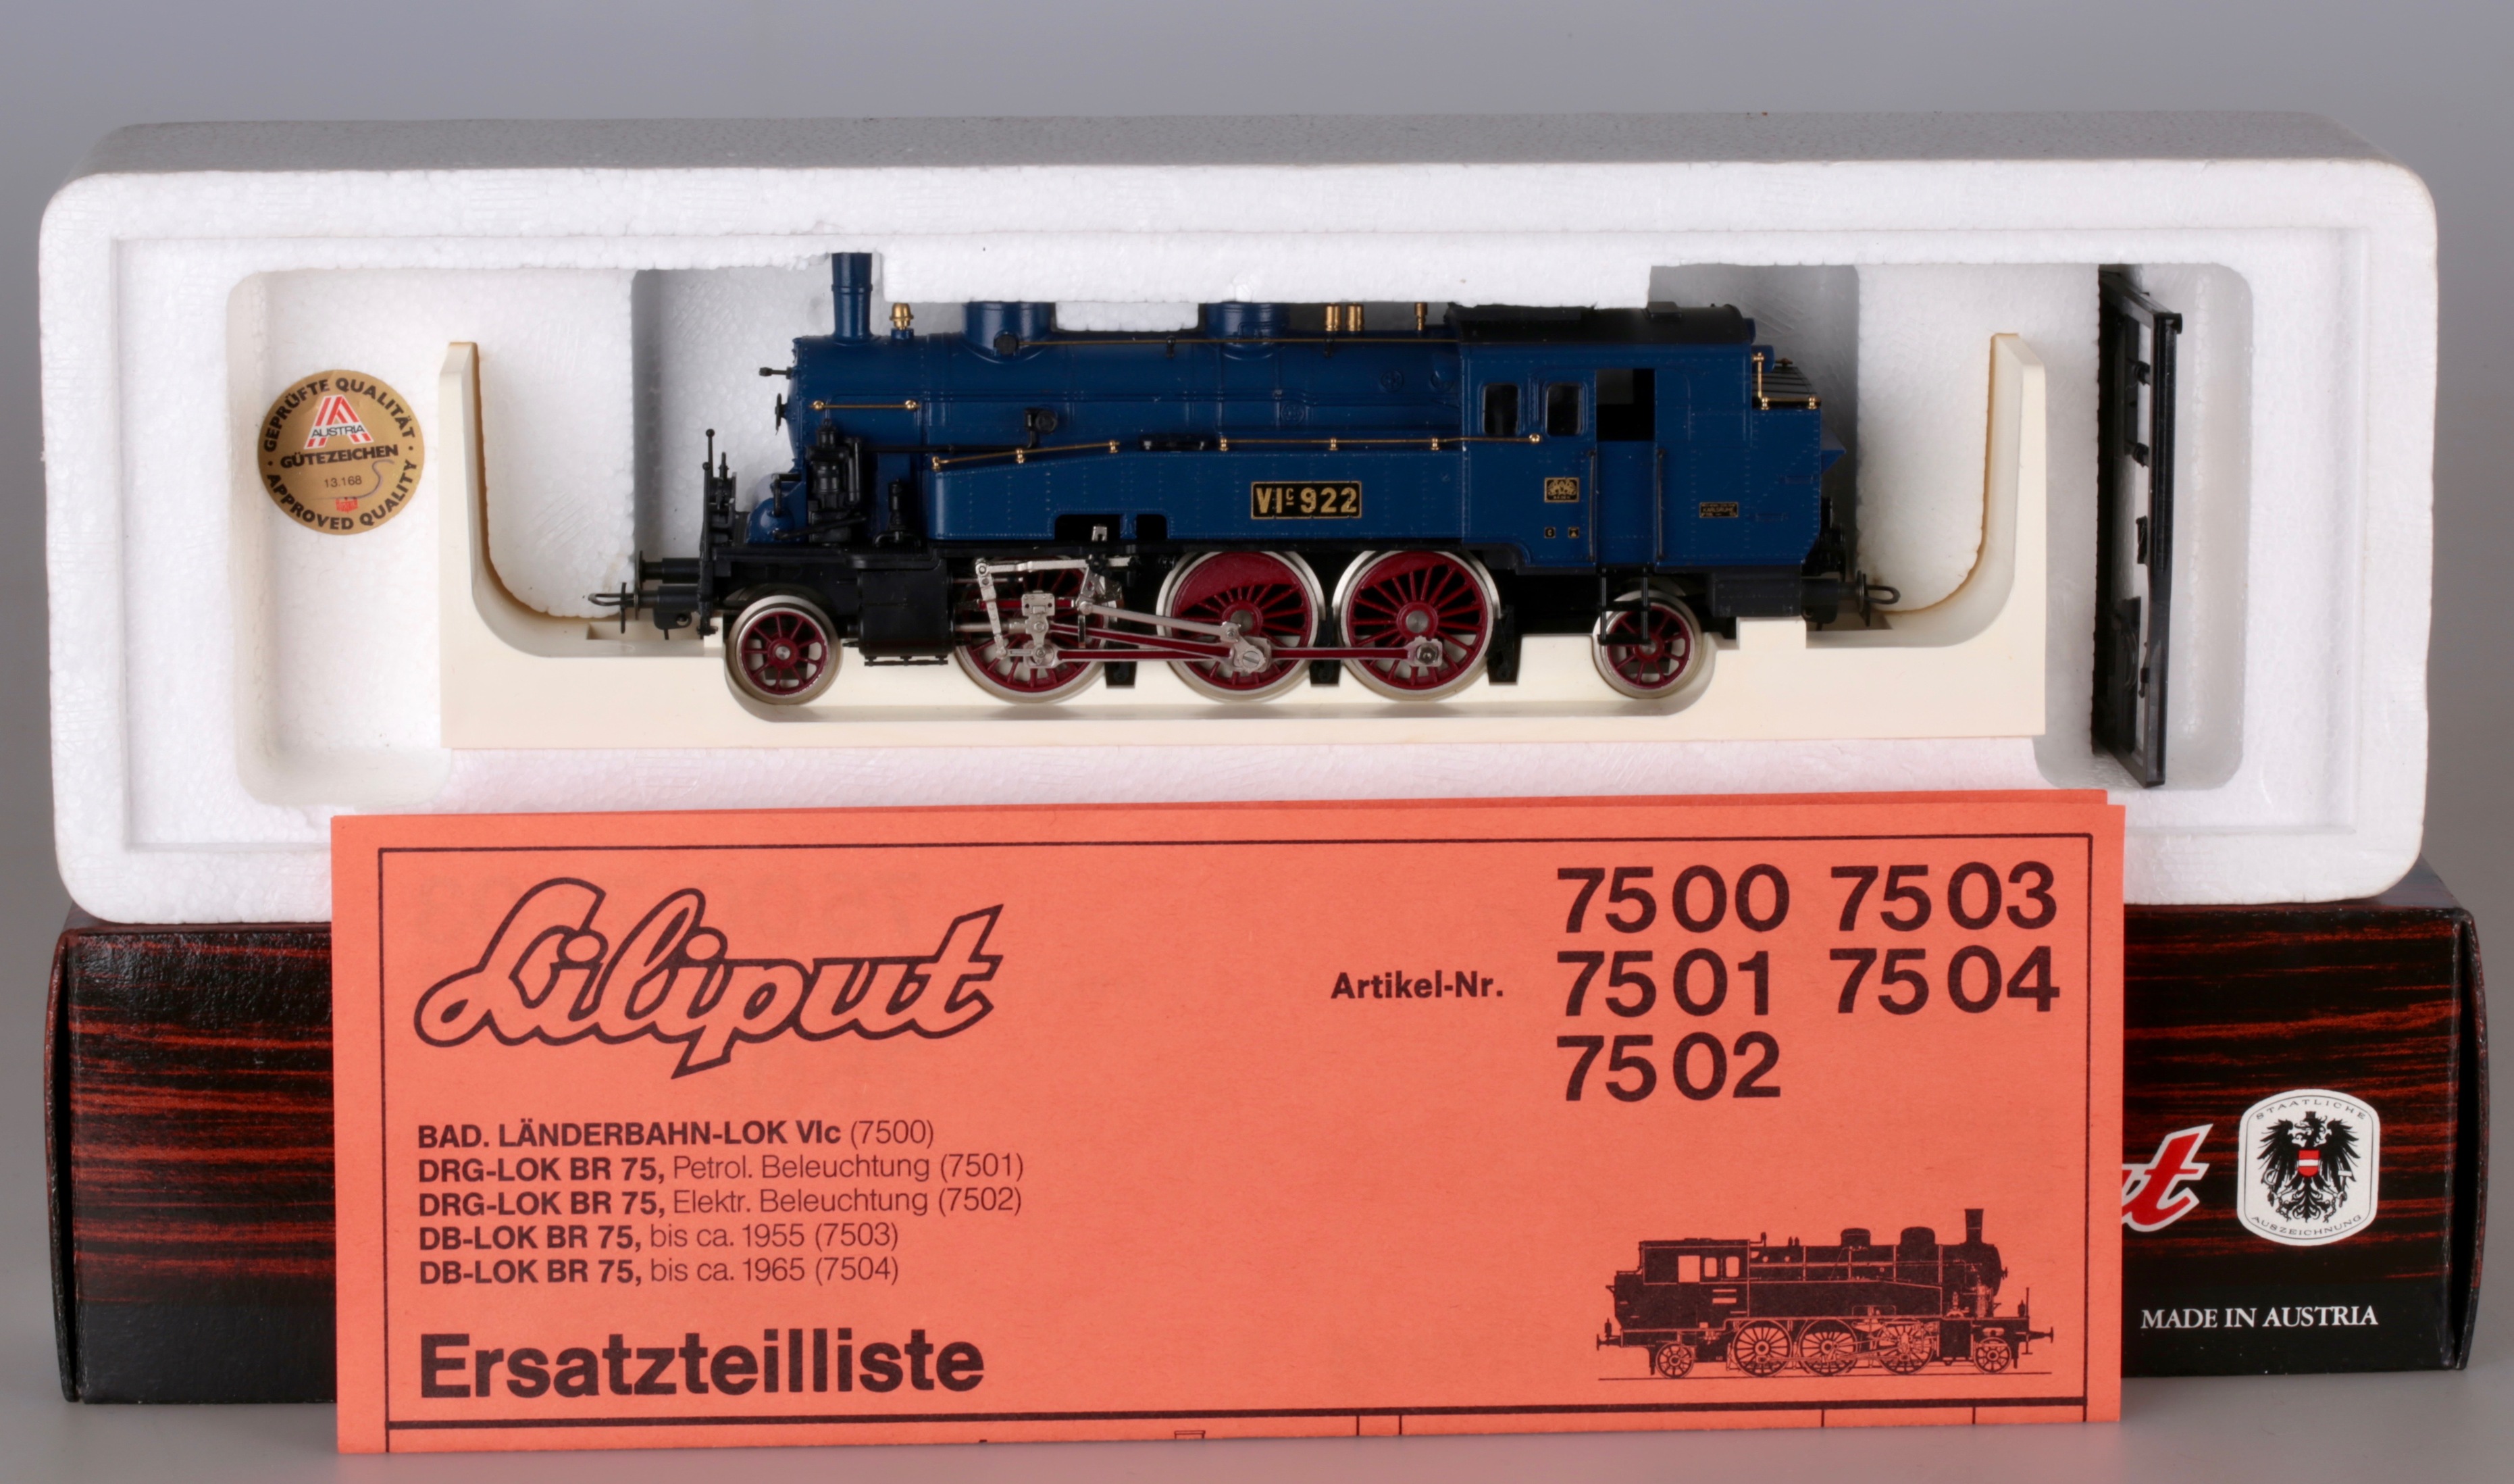 GEPRÜFTE QUALITÄT
AUSTRIA
GÜTEZEICHEN
13.168
APPROVED QUALITY
VIc 922
Liliput
Artikel-Nr.
7500 7503
7501 7504
7502
BAD. LÄNDERBAHN-LOK VIc (7500)
DRG-LOK BR 75, Petrol. Beleuchtung (7501)
DRG-LOK BR 75, Elektr. Beleuchtung (7502)
DB-LOK BR 75, bis ca. 1955 (7503)
DB-LOK BR 75, bis ca. 1965 (7504)
Ersatzteilliste
STAATLICHE
AUSZEICHNUNG
MADE IN AUSTRIA